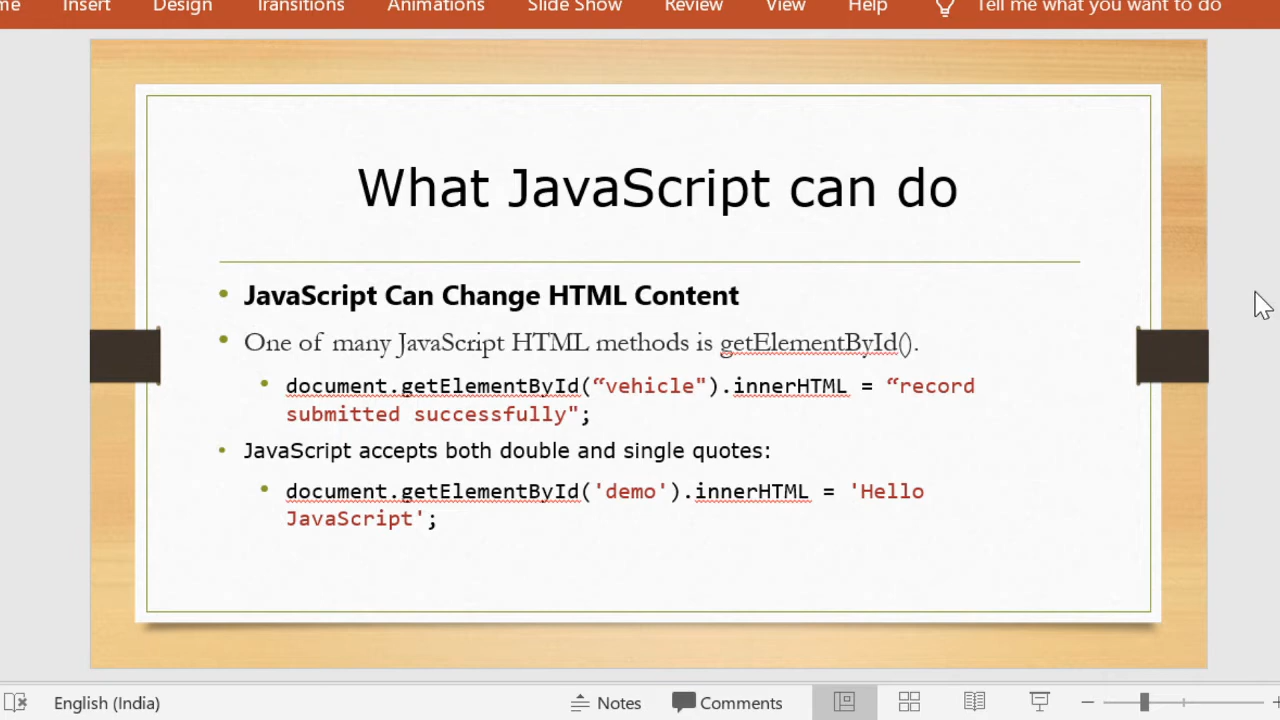 Insert Design Transitions Animations Slide Show Review View Help Tell me what you want to do
What JavaScript can do
• JavaScript Can Change HTML Content
• One of many JavaScript HTML methods is getElementById().
• document.getElementById(“vehicle").innerHTML = “record
submitted successfully";
• JavaScript accepts both double and single quotes:
• document.getElementById('demo').innerHTML = 'Hello
JavaScript';
English (India) Notes Comments